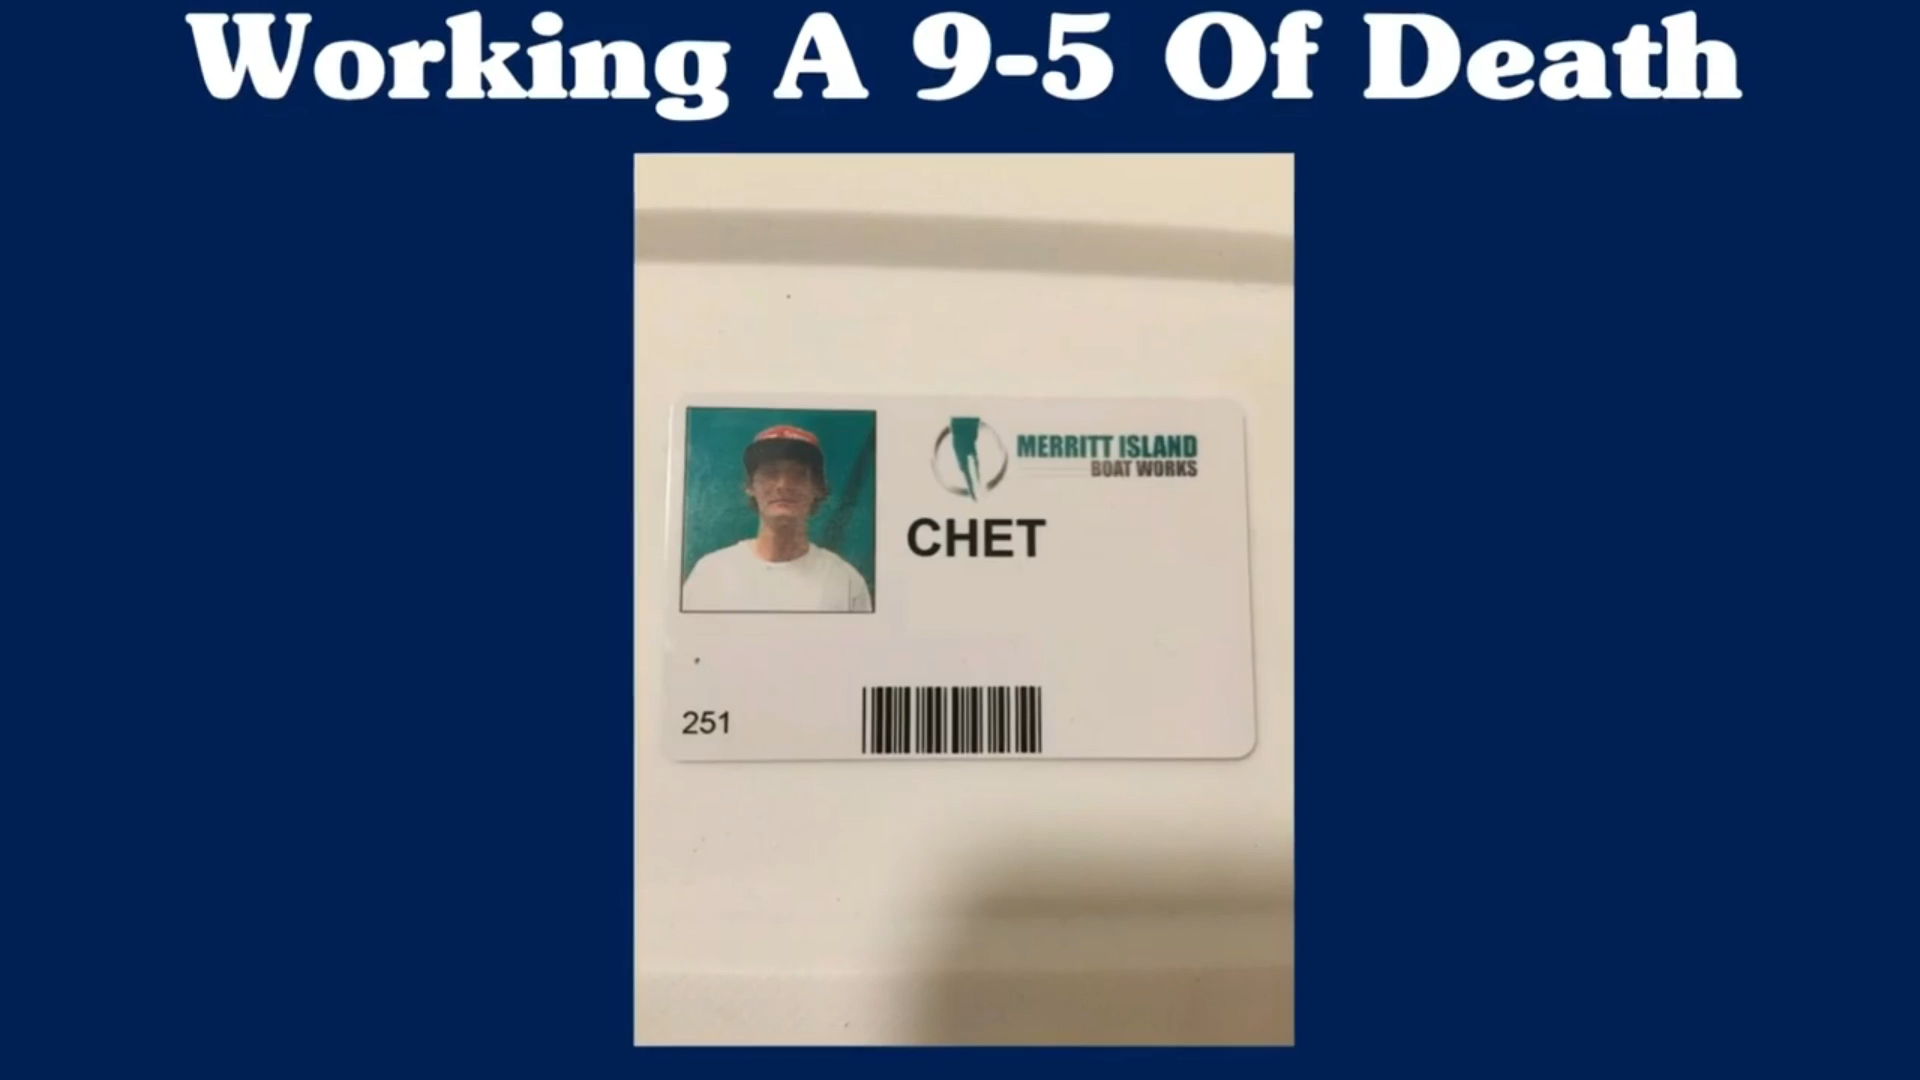 Working A 9-5 Of Death
MERRITT ISLAND
BOAT WORKS
CHET
251